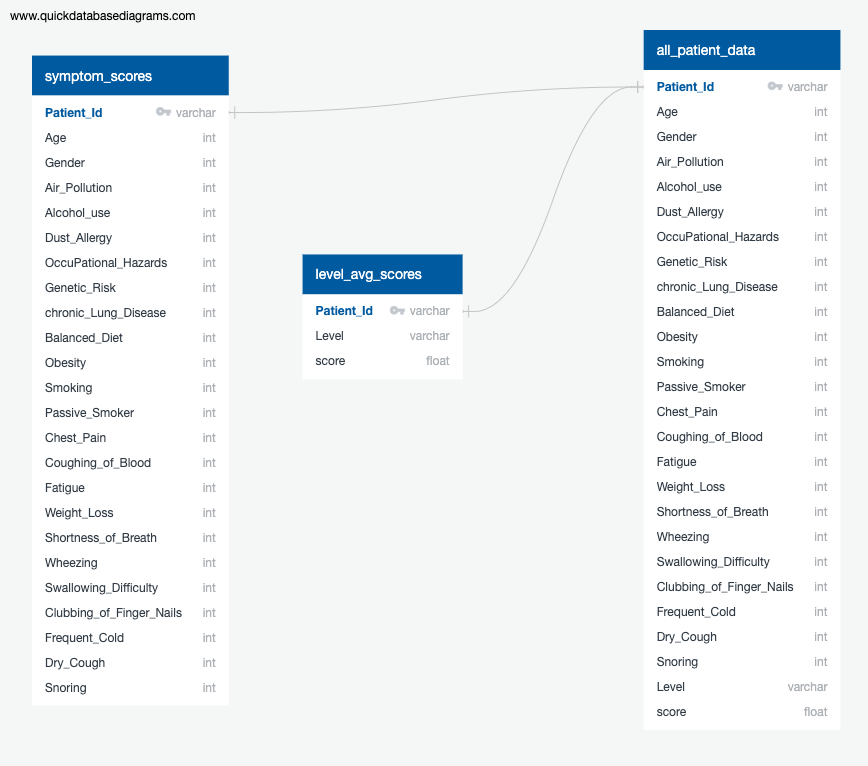 www.quickdatabasediagrams.com
symptom_scores
Patient_Id varchar
Age int
Gender int
Air_Pollution int
Alcohol_use int
Dust_Allergy int
OccuPational_Hazards int
Genetic_Risk int
chronic_Lung_Disease int
Balanced_Diet int
Obesity int
Smoking int
Passive_Smoker int
Chest_Pain int
Coughing_of_Blood int
Fatigue int
Weight_Loss int
Shortness_of_Breath int
Wheezing int
Swallowing_Difficulty int
Clubbing_of_Finger_Nails int
Frequent_Cold int
Dry_Cough int
Snoring int
level_avg_scores
Patient_Id varchar
Level varchar
score float
all_patient_data
Patient_Id varchar
Age int
Gender int
Air_Pollution int
Alcohol_use int
Dust_Allergy int
OccuPational_Hazards int
Genetic_Risk int
chronic_Lung_Disease int
Balanced_Diet int
Obesity int
Smoking int
Passive_Smoker int
Chest_Pain int
Coughing_of_Blood int
Fatigue int
Weight_Loss int
Shortness_of_Breath int
Wheezing int
Swallowing_Difficulty int
Clubbing_of_Finger_Nails int
Frequent_Cold int
Dry_Cough int
Snoring int
Level varchar
score float